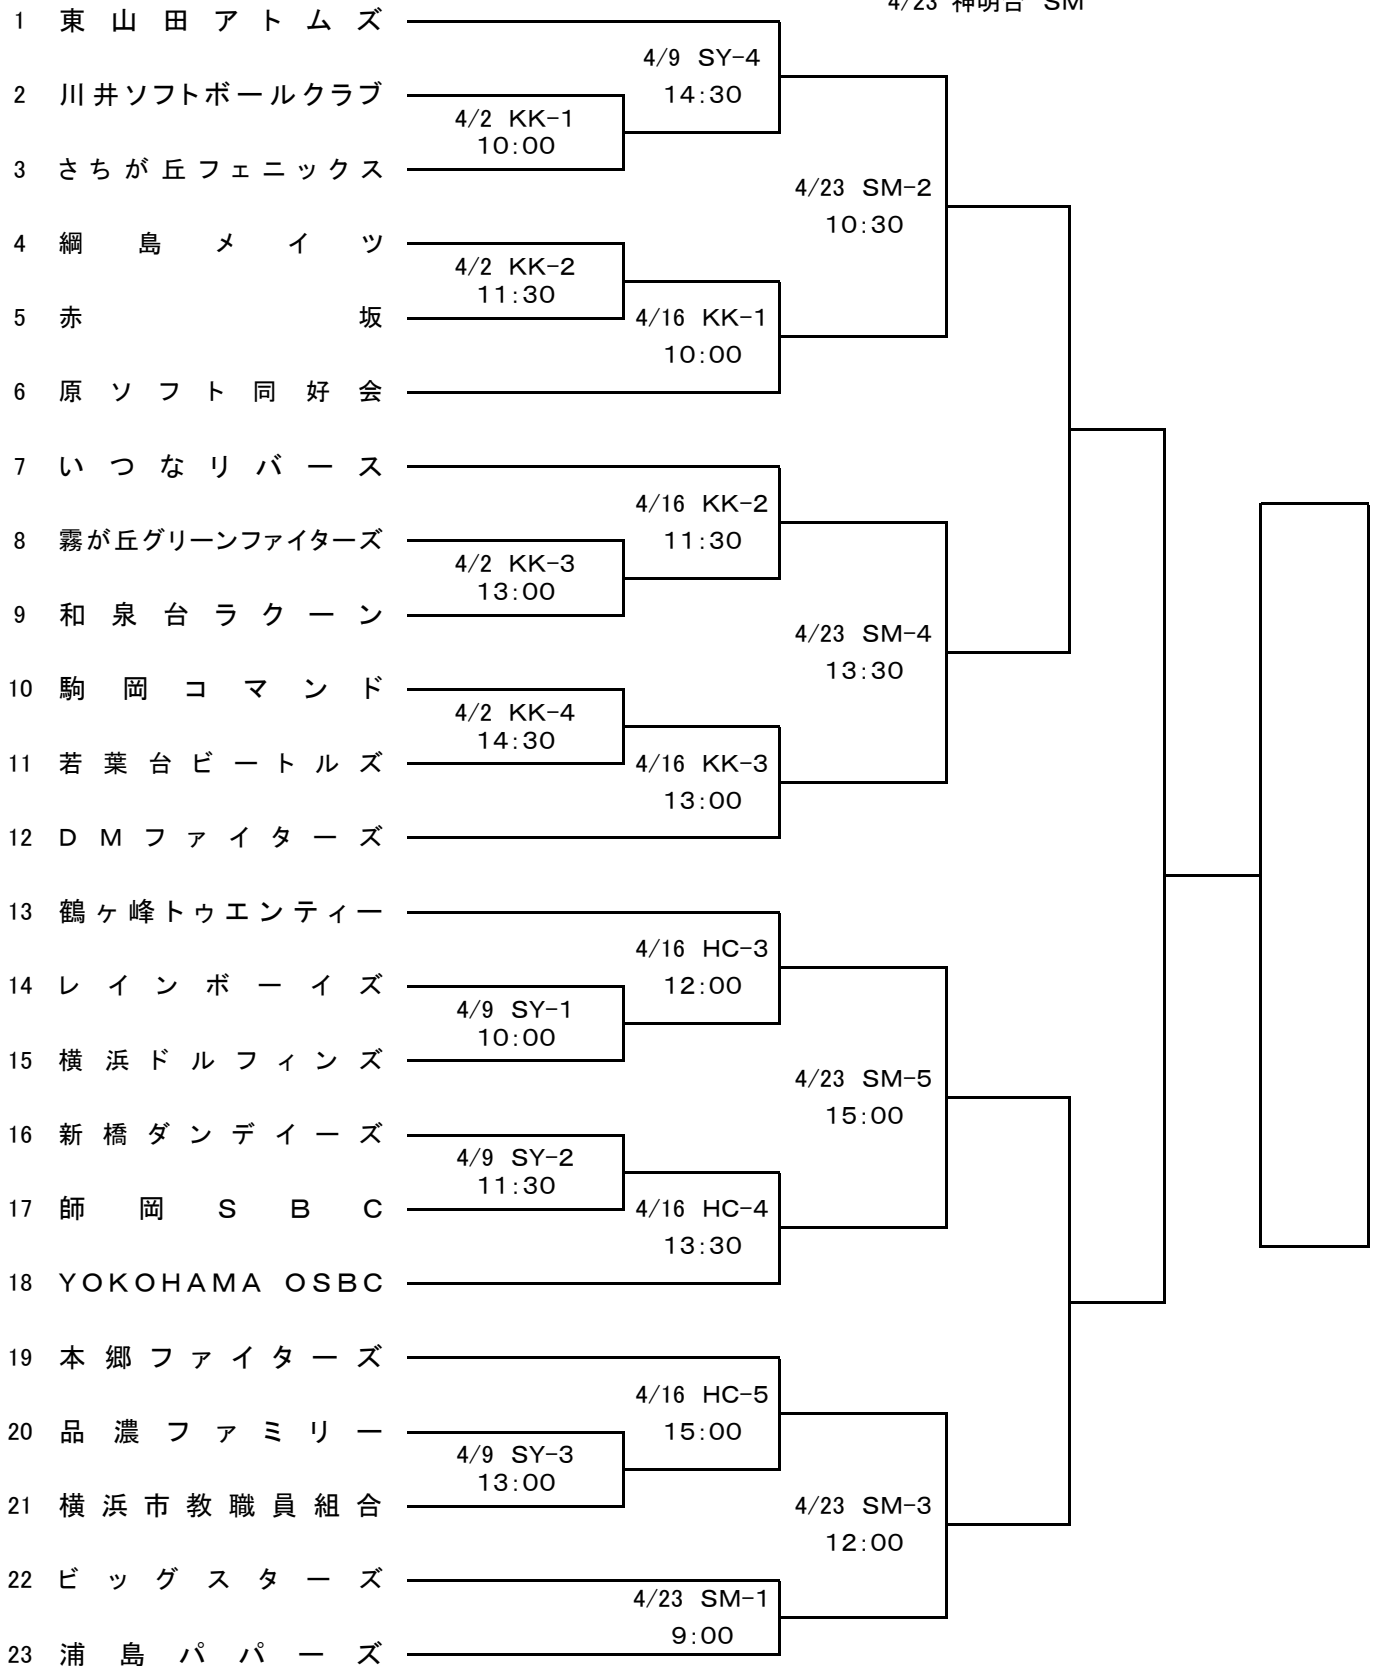 4/23 神明台 SM
1 東山田アトムズ
4/9 SY-4
14:30
2 川井ソフトボールクラブ
4/2 KK-1
10:00
3 さちが丘フェニックス
4/23 SM-2
10:30
4 綱島メイツ
4/2 KK-2
11:30
5 赤坂
4/16 KK-1
10:00
6 原ソフト同好会
7 いつなリバース
4/16 KK-2
11:30
8 霧が丘グリーンファイターズ
4/2 KK-3
13:00
9 和泉台ラクーン
4/23 SM-4
13:30
10 駒岡コマンド
4/2 KK-4
14:30
11 若葉台ビートルズ
4/16 KK-3
13:00
12 DMファイターズ
13 鶴ヶ峰トゥエンティー
4/16 HC-3
12:00
14 レインボーイズ
4/9 SY-1
10:00
15 横浜ドルフィンズ
4/23 SM-5
15:00
16 新橋ダンデイーズ
4/9 SY-2
11:30
17 師岡SBC
4/16 HC-4
13:30
18 YOKOHAMA OSBC
19 本郷ファイターズ
4/16 HC-5
15:00
20 品濃ファミリー
4/9 SY-3
13:00
21 横浜市教職員組合
4/23 SM-3
12:00
22 ビッグスターズ
4/23 SM-1
9:00
23 浦島パパーズ